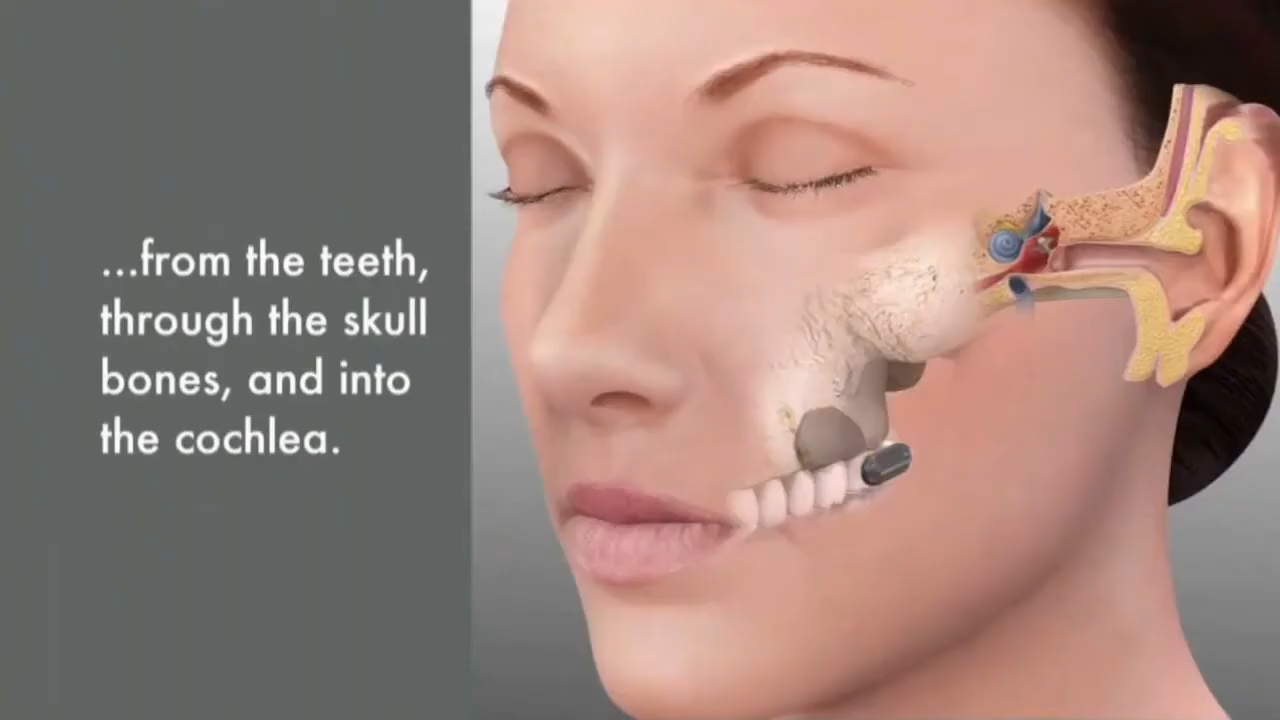 ...from the teeth,
through the skull
bones, and into
the cochlea.